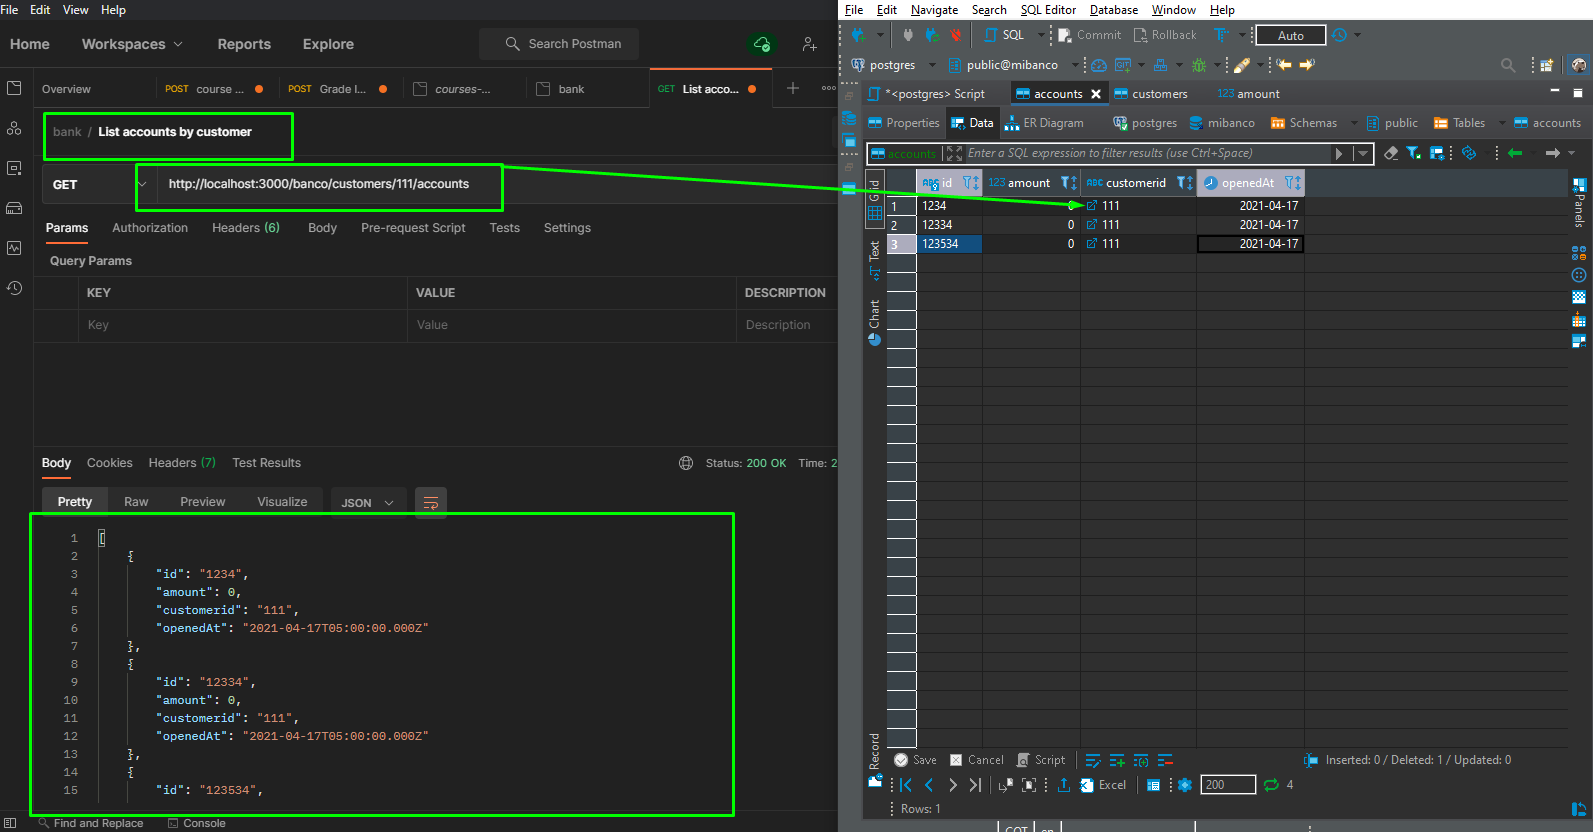 File Edit View Help
Home Workspaces Reports Explore Search Postman
Overview POST course ... POST Grade I... courses-... bank GET List acco...
bank / List accounts by customer
GET http://localhost:3000/banco/customers/111/accounts
Params Authorization Headers (6) Body Pre-request Script Tests Settings
Query Params
KEY VALUE DESCRIPTION
Key Value Description
Body Cookies Headers (7) Test Results Status: 200 OK Time: 2
Pretty Raw Preview Visualize JSON
1 [
2 {
3 "id": "1234",
4 "amount": 0,
5 "customerid": "111",
6 "openedAt": "2021-04-17T05:00:00.000Z"
7 },
8 {
9 "id": "12334",
10 "amount": 0,
11 "customerid": "111",
12 "openedAt": "2021-04-17T05:00:00.000Z"
13 },
14 {
15 "id": "123534",
Find and Replace Console
File Edit Navigate Search SQL Editor Database Window Help
SQL Commit Rollback Auto
postgres public@mibanco
*<postgres> Script accounts customers 123 amount
Properties Data ER Diagram postgres mibanco Schemas public Tables accounts
accounts Enter a SQL expression to filter results (use Ctrl+Space)
Grid
Text
Chart
Record
Panels
ABC id 123 amount ABC customerid openedAt
1 1234 0 111 2021-04-17
2 12334 0 111 2021-04-17
3 123534 0 111 2021-04-17
Save Cancel Script Inserted: 0 / Deleted: 1 / Updated: 0
Excel 200 4
Rows: 1
COT en